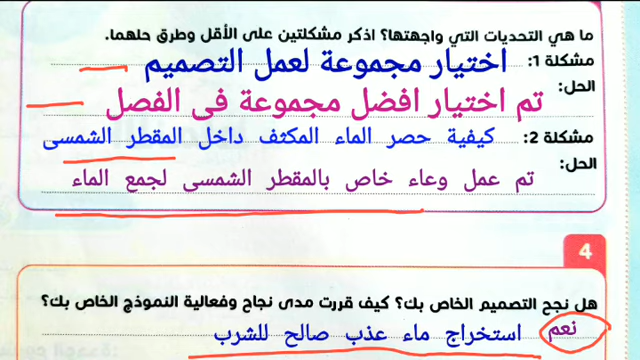 ما هي التحديات التي واجهتها؟ اذكر مشكلتين على الأقل وطرق حلهما.
مشكلة 1: اختيار مجموعة لعمل التصميم
الحل:
تم اختيار افضل مجموعة فى الفصل
مشكلة 2: كيفية حصر الماء المكثف داخل المقطر الشمسى
الحل:
تم عمل وعاء خاص بالمقطر الشمسى لجمع الماء
4
هل نجح التصميم الخاص بك؟ كيف قررت مدى نجاح وفعالية النموذج الخاص بك؟
نعم استخراج ماء عذب صالح للشرب